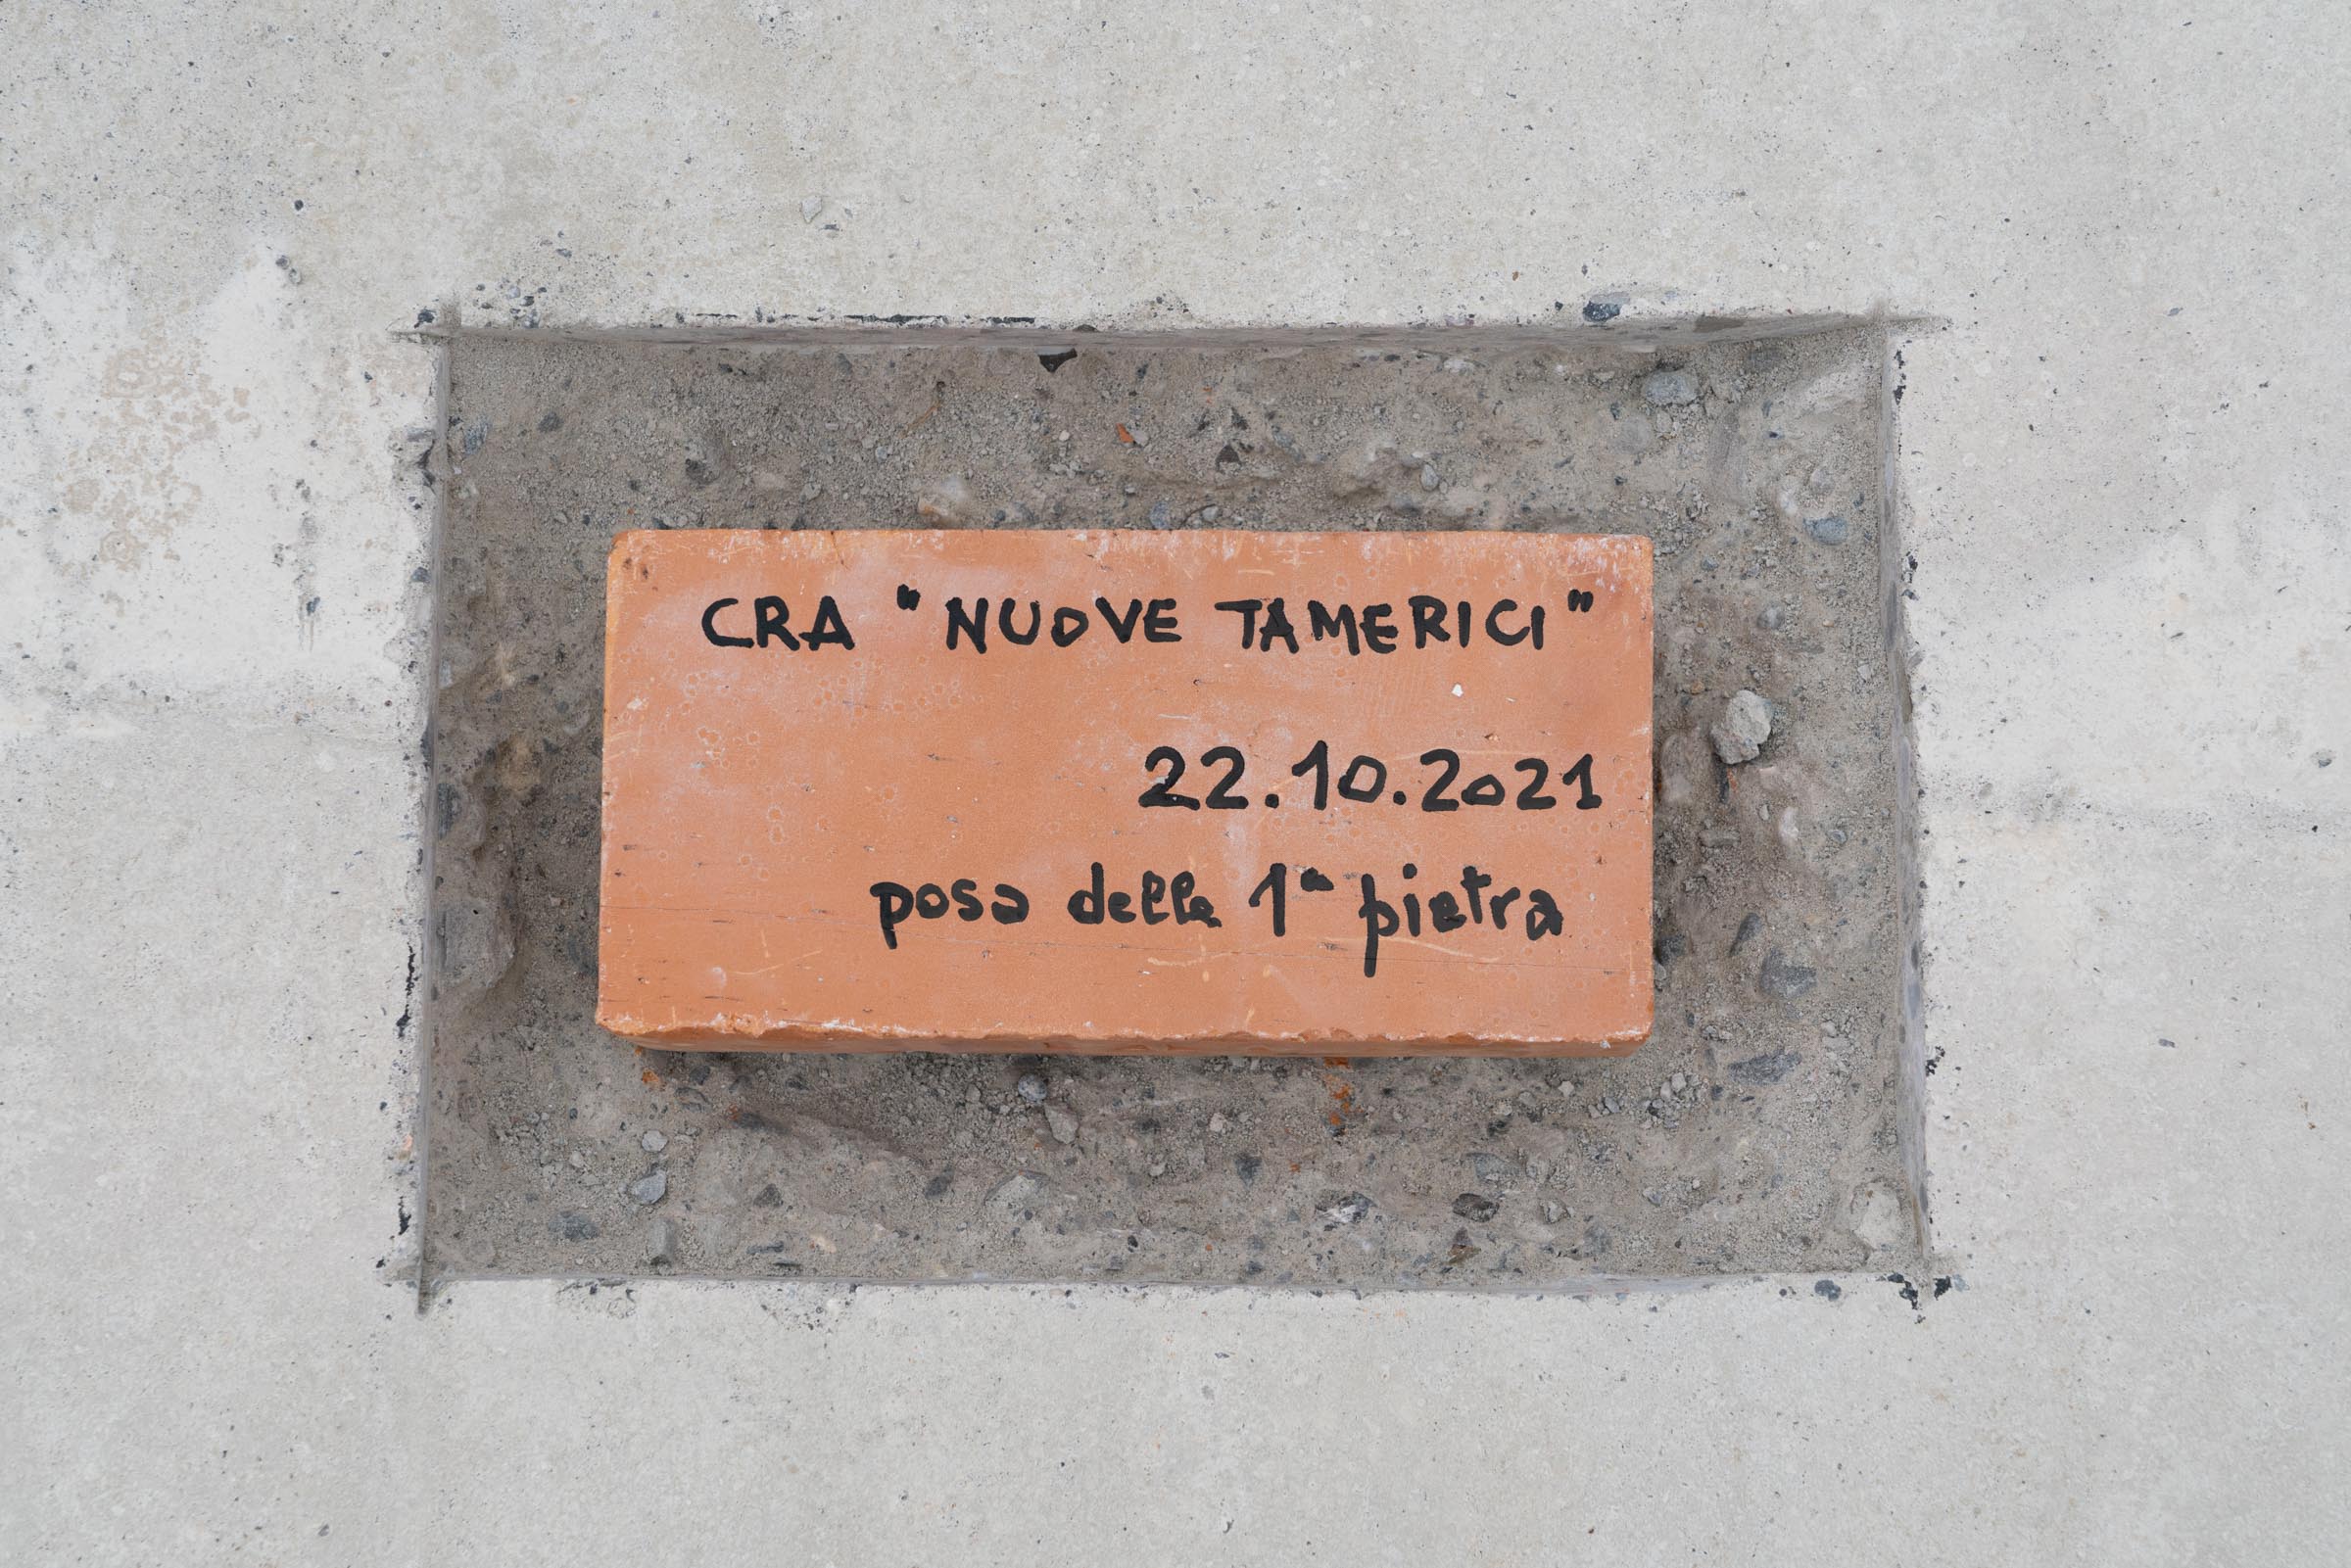 CRA "NUOVE TAMERICI"
22.10.2021
posa della 1ª pietra